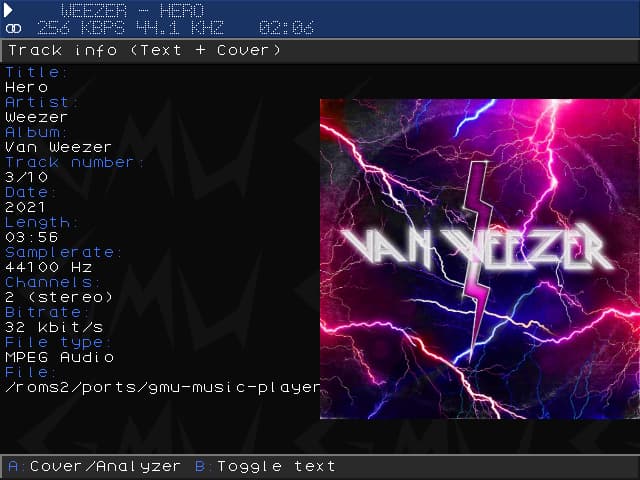 WEEZER - HERO
256 KBPS 44.1 KHZ 02:06
Track info (Text + Cover)
Title:
Hero
Artist:
Weezer
Album:
Van Weezer
Track number:
3/10
Date:
2021
Length:
03:56
Samplerate:
44100 Hz
Channels:
2 (stereo)
Bitrate:
32 kbit/s
File type:
MPEG Audio
File:
/roms2/ports/gmu-music-player
VAN WEEZER
A:Cover/Analyzer B:Toggle text